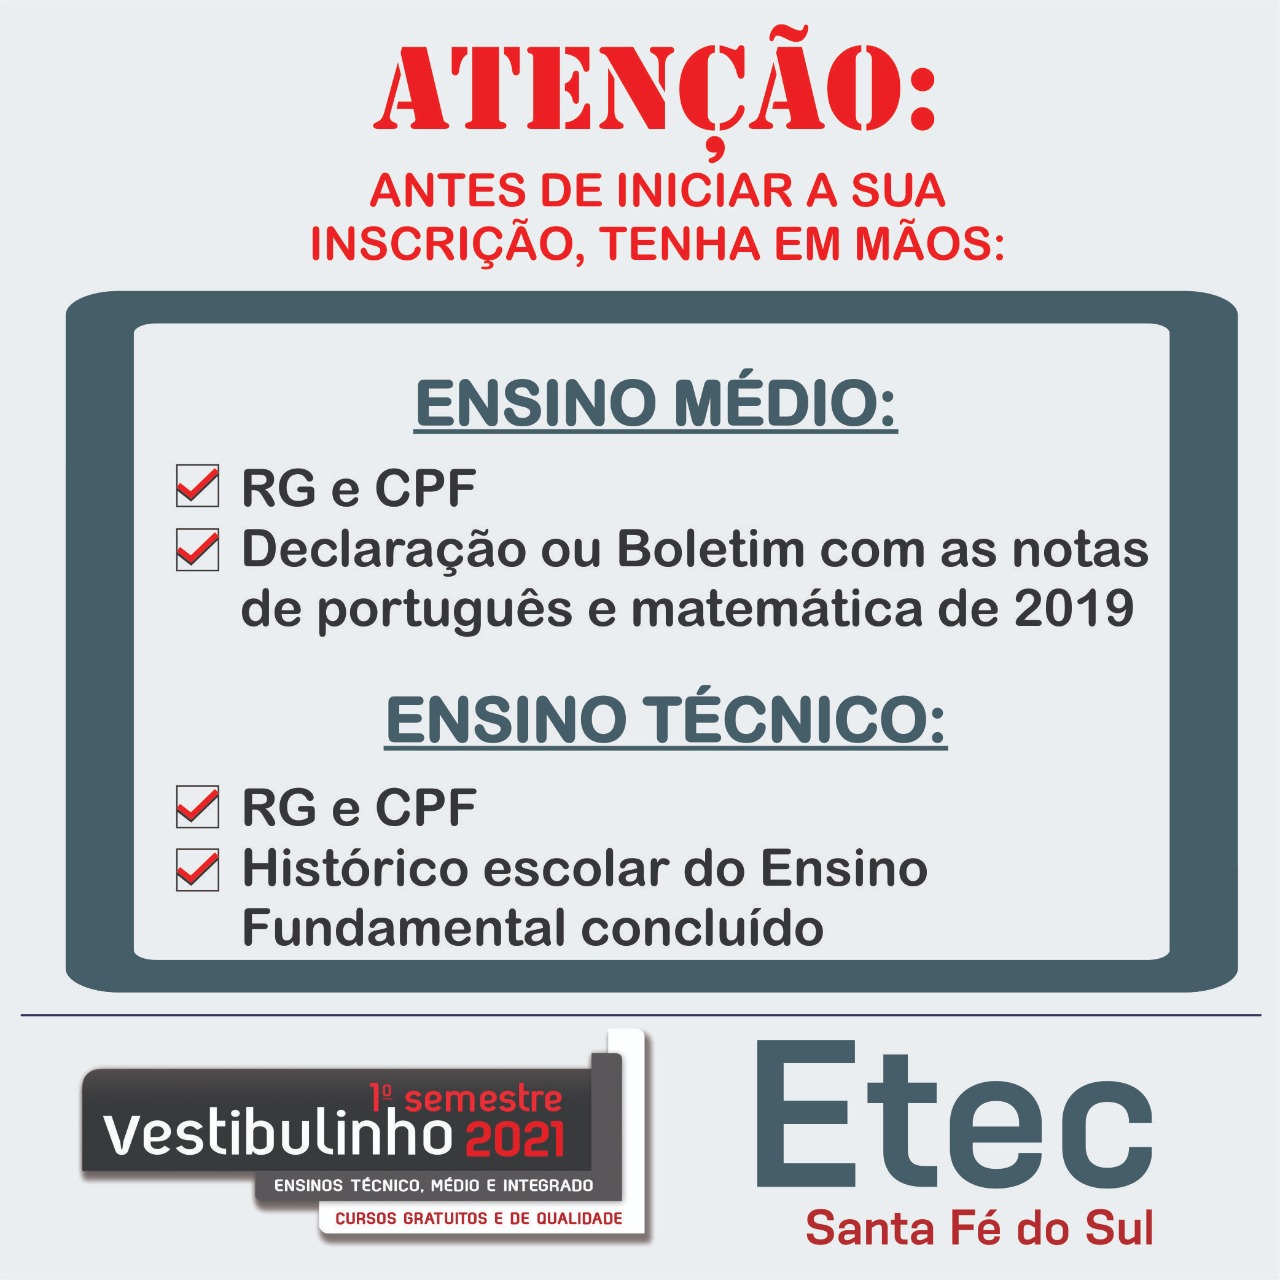 ATENÇÃO:
ANTES DE INICIAR A SUA
INSCRIÇÃO, TENHA EM MÃOS:
ENSINO MÉDIO:
RG e CPF
Declaração ou Boletim com as notas
de português e matemática de 2019
ENSINO TÉCNICO:
RG e CPF
Histórico escolar do Ensino
Fundamental concluído
1º semestre
Vestibulinho 2021
ENSINOS TÉCNICO, MÉDIO E INTEGRADO
CURSOS GRATUITOS E DE QUALIDADE
Etec
Santa Fé do Sul